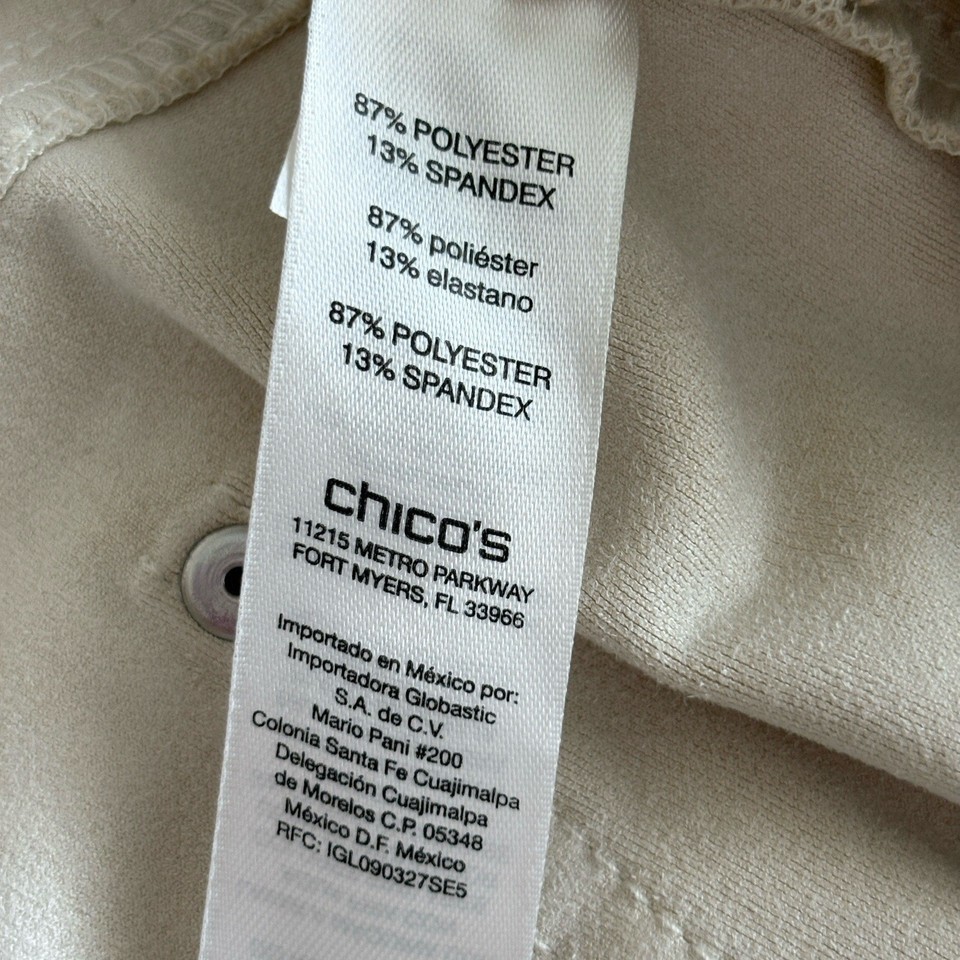 87% POLYESTER
13% SPANDEX
87% poliéster
13% elastano
87% POLYESTER
13% SPANDEX
chico's
11215 METRO PARKWAY
FORT MYERS, FL 33966
Importado en México por:
Importadora Globastic
S.A. de C.V.
Mario Pani #200
Colonia Santa Fe Cuajimalpa
Delegación Cuajimalpa
de Morelos C.P. 05348
México D.F. México
RFC: IGL090327SE5